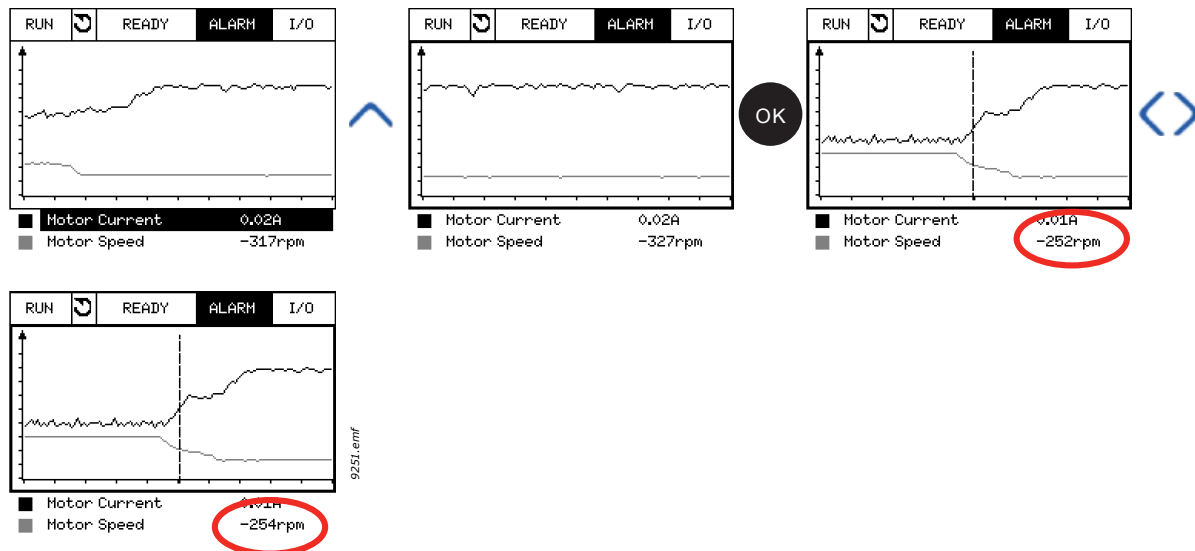 RUN READY ALARM I/O
Motor Current 0.02A
Motor Speed -317rpm
RUN READY ALARM I/O
Motor Current 0.02A
Motor Speed -327rpm
OK
RUN READY ALARM I/O
Motor Current 0.01A
Motor Speed -252rpm
RUN READY ALARM I/O
Motor Current 0.01A
Motor Speed -254rpm
9251.emf